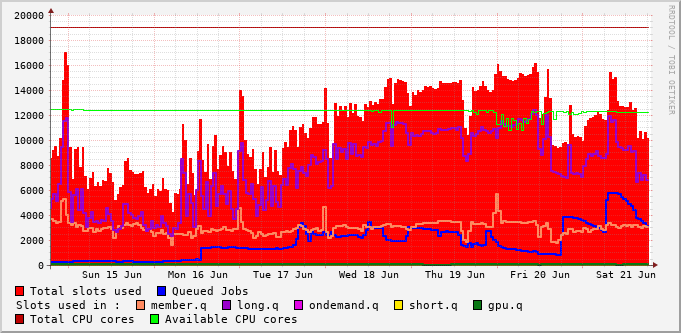 RRDTOOL / TOBI OETIKER
20000
18000
16000
14000
12000
10000
8000
6000
4000
2000
0
Sun 15 Jun Mon 16 Jun Tue 17 Jun Wed 18 Jun Thu 19 Jun Fri 20 Jun Sat 21 Jun
Total slots used Queued Jobs
Slots used in : member.q long.q ondemand.q short.q gpu.q
Total CPU cores Available CPU cores